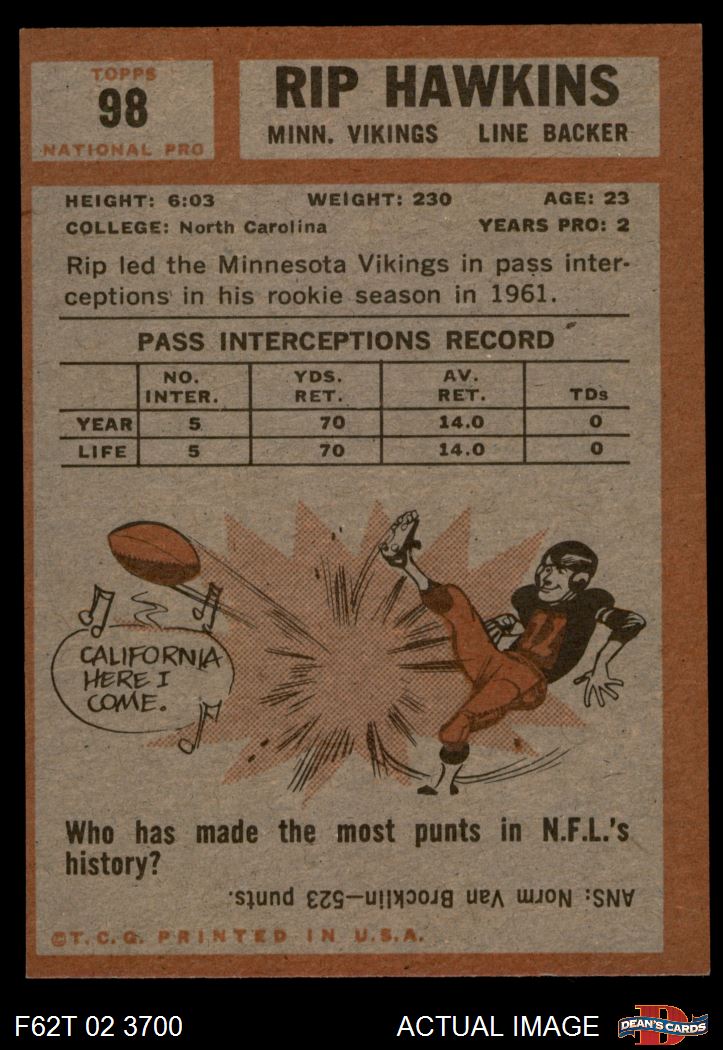 TOPPS
98
NATIONAL PRO
RIP HAWKINS
MINN. VIKINGS LINE BACKER
HEIGHT: 6:03 WEIGHT: 230 AGE: 23
COLLEGE: North Carolina YEARS PRO: 2
Rip led the Minnesota Vikings in pass inter-
ceptions in his rookie season in 1961.
PASS INTERCEPTIONS RECORD
NO. INTER. YDS. RET. AV. RET. TDs
YEAR 5 70 14.0 0
LIFE 5 70 14.0 0
CALIFORNIA
HERE I
COME.
12
Who has made the most punts in N.F.L.'s
history?
ANS: Norm Van Brocklin—523 punts.
©T.C.G. PRINTED IN U.S.A.
F62T 02 3700 ACTUAL IMAGE D DEAN'S CARDS